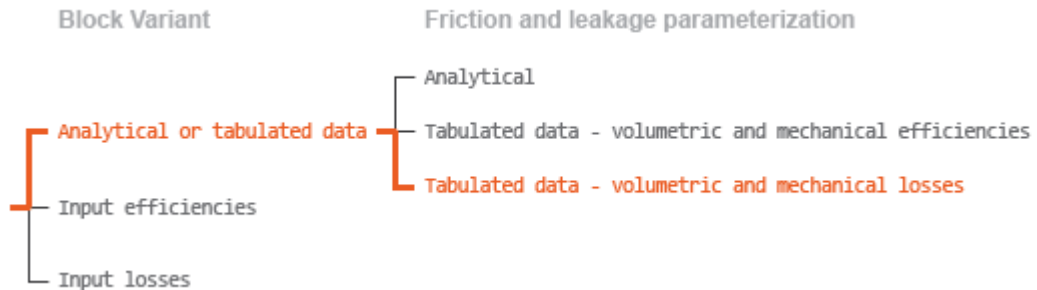 Block Variant
Friction and leakage parameterization
Analytical
Analytical or tabulated data
Tabulated data - volumetric and mechanical efficiencies
Tabulated data - volumetric and mechanical losses
Input efficiencies
Input losses